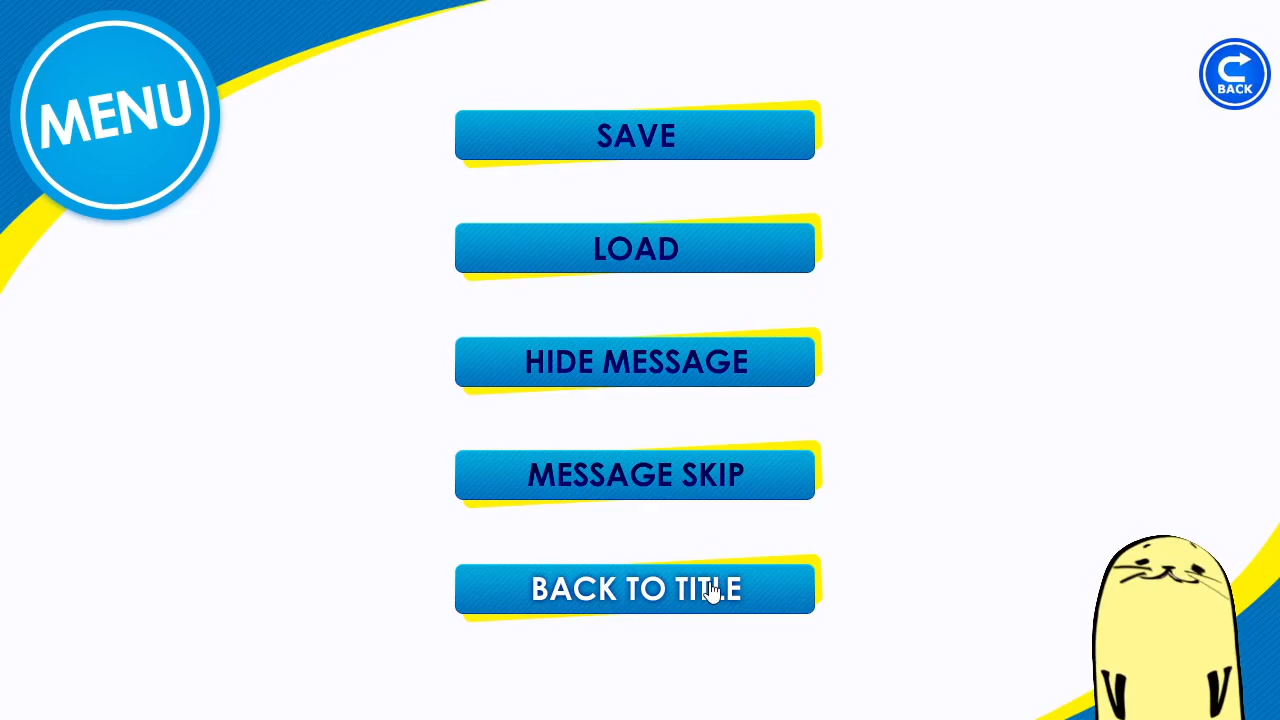 MENU
BACK
SAVE
LOAD
HIDE MESSAGE
MESSAGE SKIP
BACK TO TITLE